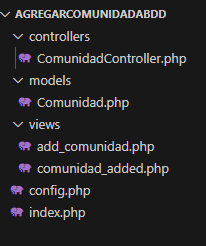 AGREGARCOMUNIDADABDD
controllers
ComunidadController.php
models
Comunidad.php
views
add_comunidad.php
comunidad_added.php
config.php
index.php